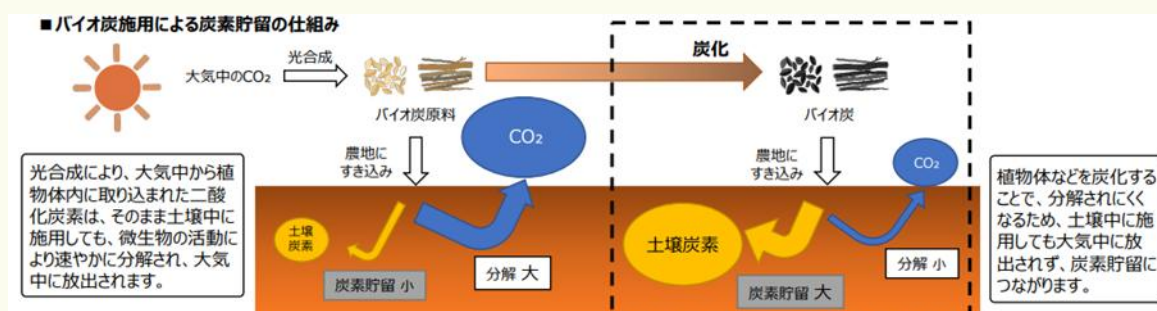 ■バイオ炭施用による炭素貯留の仕組み
大気中のCO₂
光合成
炭化
バイオ炭原料
バイオ炭
CO₂
CO₂
農地に
すき込み
農地に
すき込み
光合成により、大気中から植
物体内に取り込まれた二酸
化炭素は、そのまま土壌中に
施用しても、微生物の活動に
より速やかに分解され、大気
中に放出されます。
土壌
炭素
炭素貯留 小
分解 大
土壌炭素
炭素貯留 大
分解 小
植物体などを炭化する
ことで、分解されにくく
なるため、土壌中に施
用しても大気中に放
出されず、炭素貯留に
つながります。